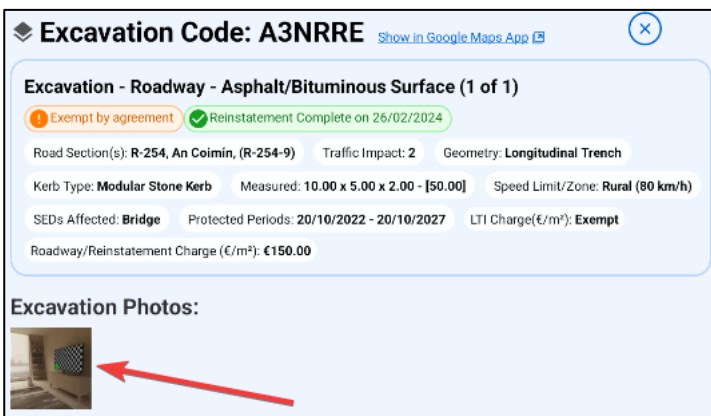 Excavation Code: A3NRRE Show in Google Maps App
Excavation - Roadway - Asphalt/Bituminous Surface (1 of 1)
Exempt by agreement Reinstatement Complete on 26/02/2024
Road Section(s): R-254, An Coimín, (R-254-9) Traffic Impact: 2 Geometry: Longitudinal Trench
Kerb Type: Modular Stone Kerb Measured: 10.00 x 5.00 x 2.00 - [50.00] Speed Limit/Zone: Rural (80 km/h)
SEDs Affected: Bridge Protected Periods: 20/10/2022 - 20/10/2027 LTI Charge(€/m²): Exempt
Roadway/Reinstatement Charge (€/m²): €150.00
Excavation Photos: